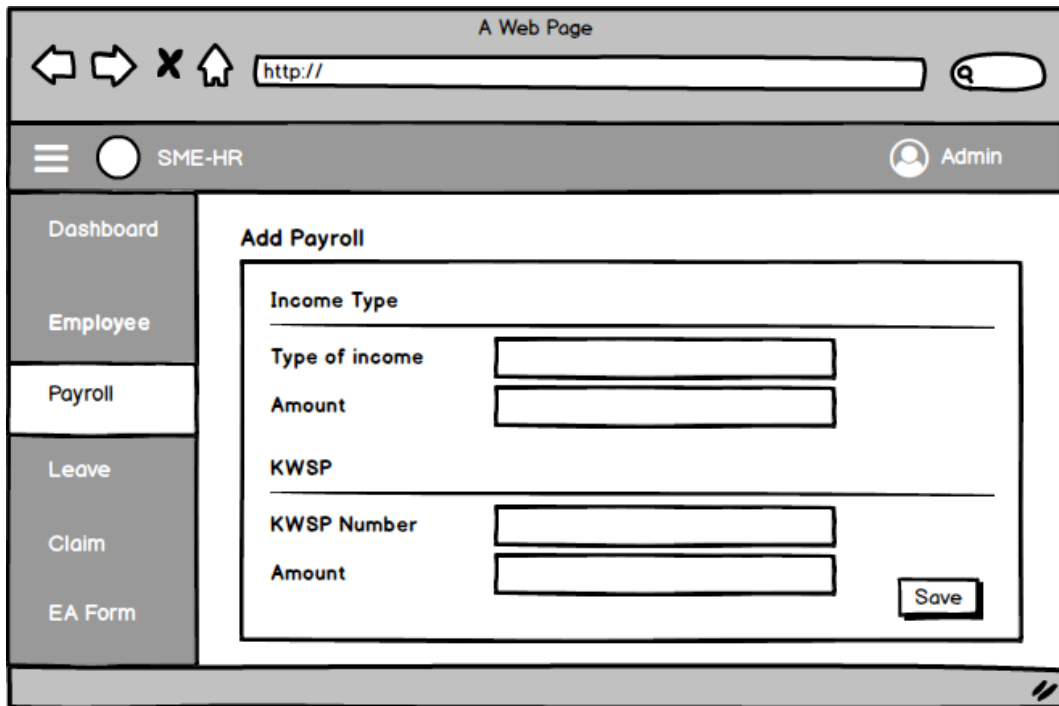 A Web Page
http://
SME-HR
Admin
Dashboard
Employee
Payroll
Leave
Claim
EA Form
Add Payroll
Income Type
Type of income
Amount
KWSP
KWSP Number
Amount
Save